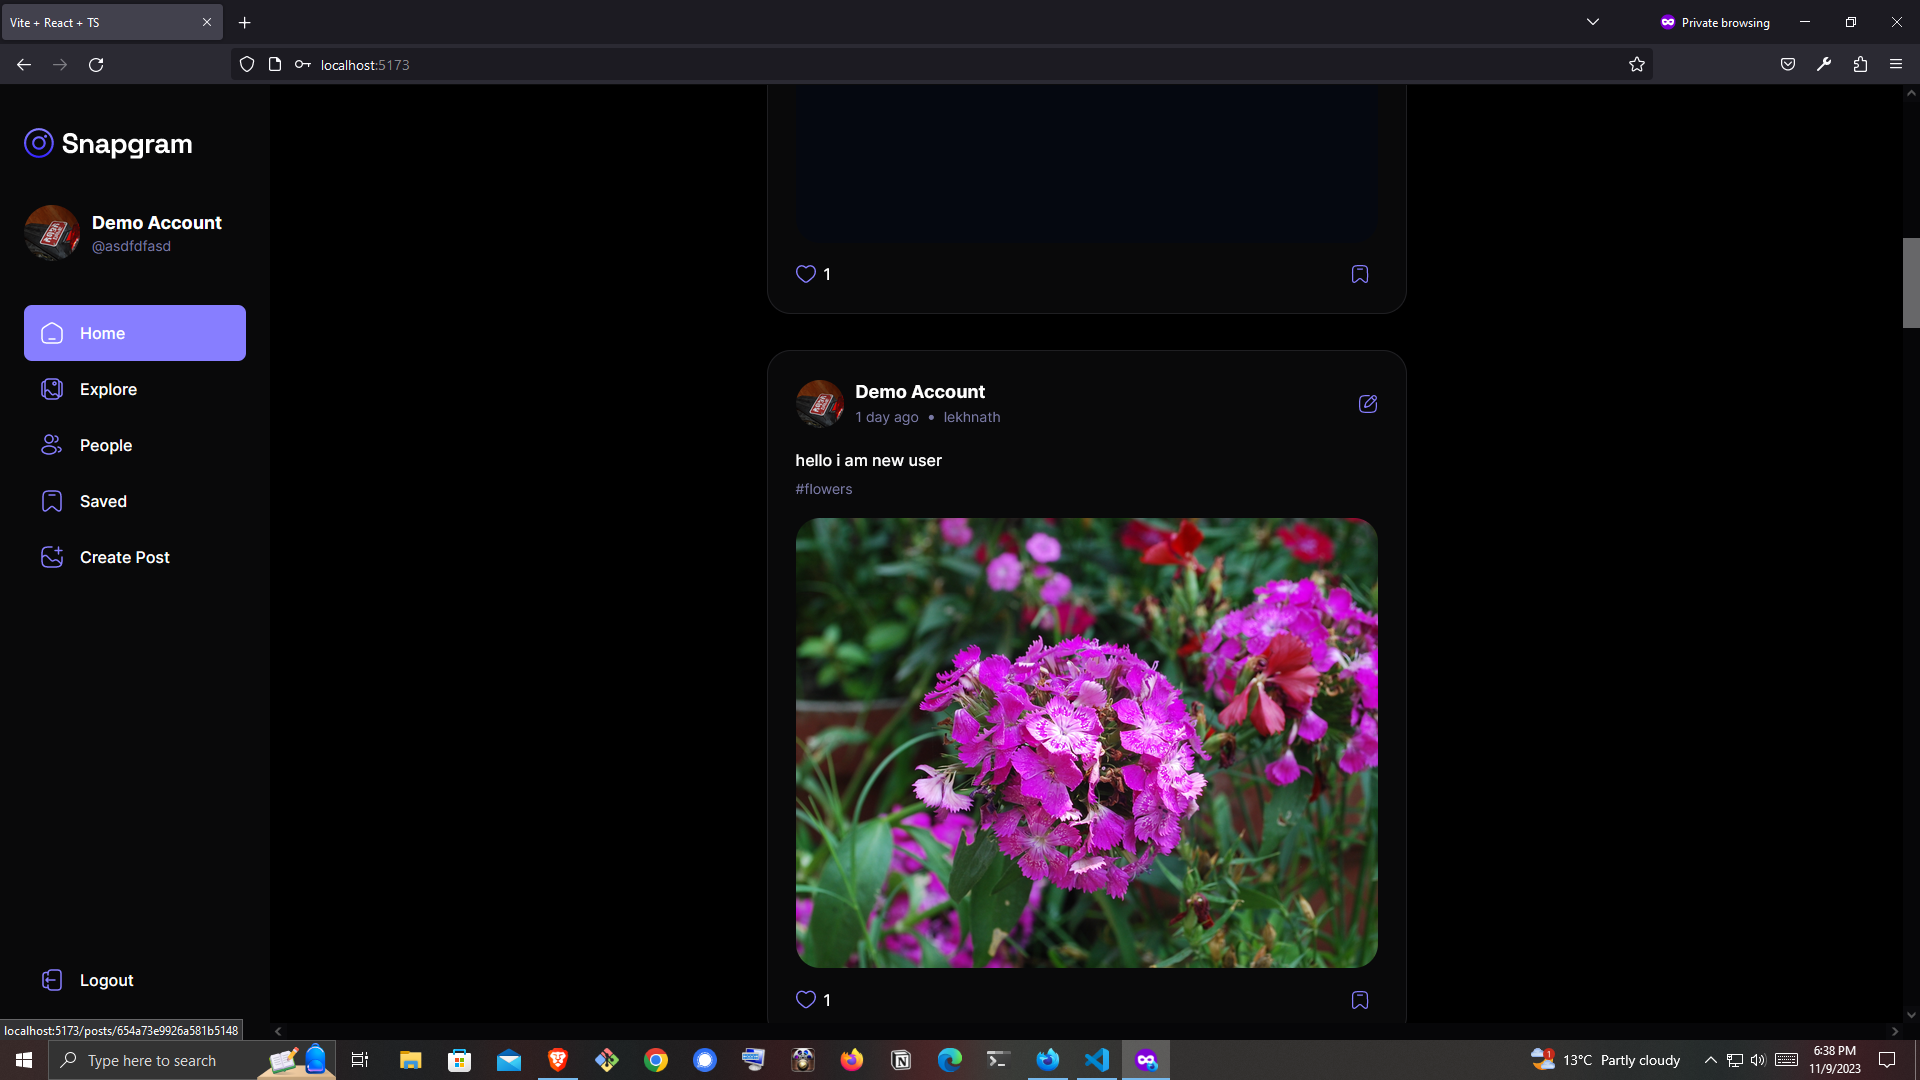 Vite + React + TS
Private browsing
localhost:5173
Snapgram
Demo Account
@asdfdfasd
Home
Explore
People
Saved
Create Post
Logout
1
Demo Account
1 day ago • lekhnath
hello i am new user
#flowers
1
localhost:5173/posts/654a73e9926a581b5148
Type here to search
1
13°C Partly cloudy
6:38 PM
11/9/2023